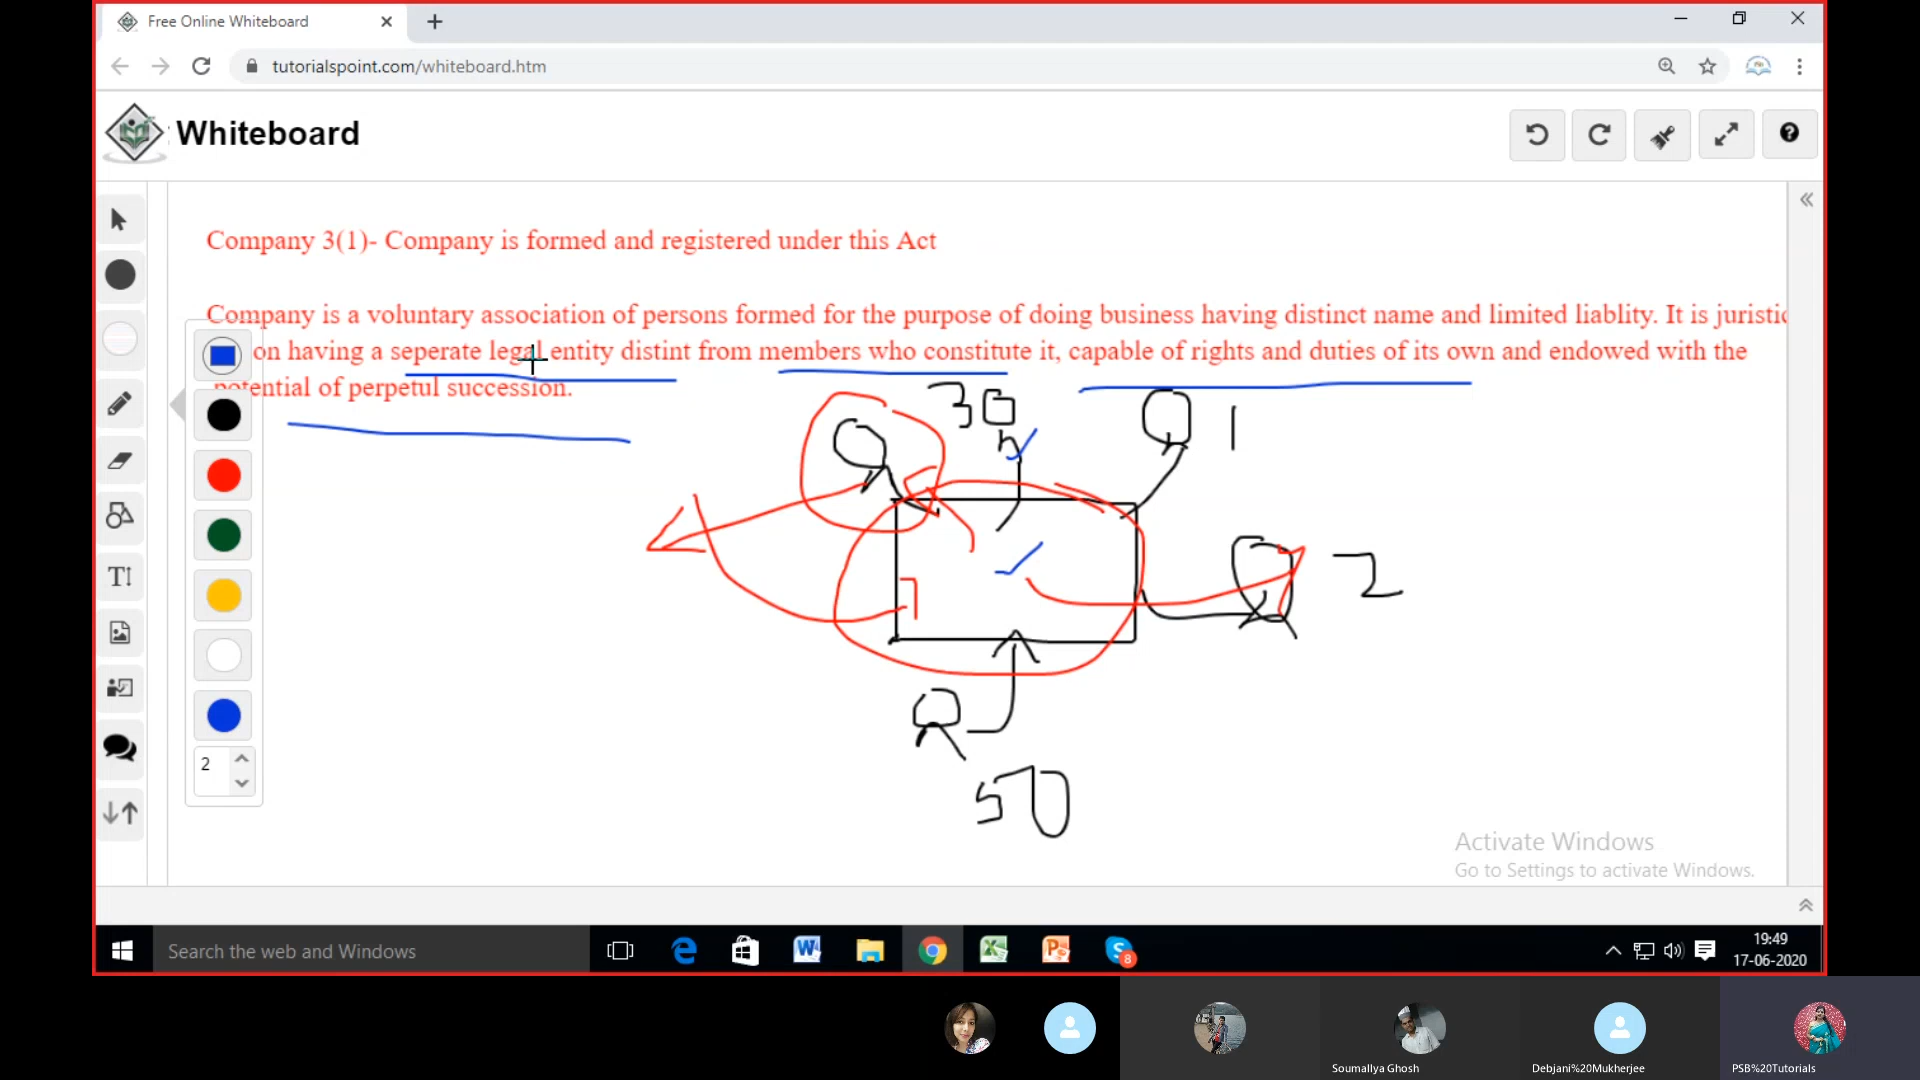 Free Online Whiteboard
tutorialspoint.com/whiteboard.htm
Whiteboard
Company 3(1)- Company is formed and registered under this Act
Company is a voluntary association of persons formed for the purpose of doing business having distinct name and limited liablity. It is juristic
on having a seperate legal entity distint from members who constitute it, capable of rights and duties of its own and endowed with the
potential of perpetul succession.
30
1
2
50
2
Activate Windows
Go to Settings to activate Windows.
Search the web and Windows
8
19:49
17-06-2020
Soumallya Ghosh
Debjani%20Mukherjee
PSB%20Tutorials